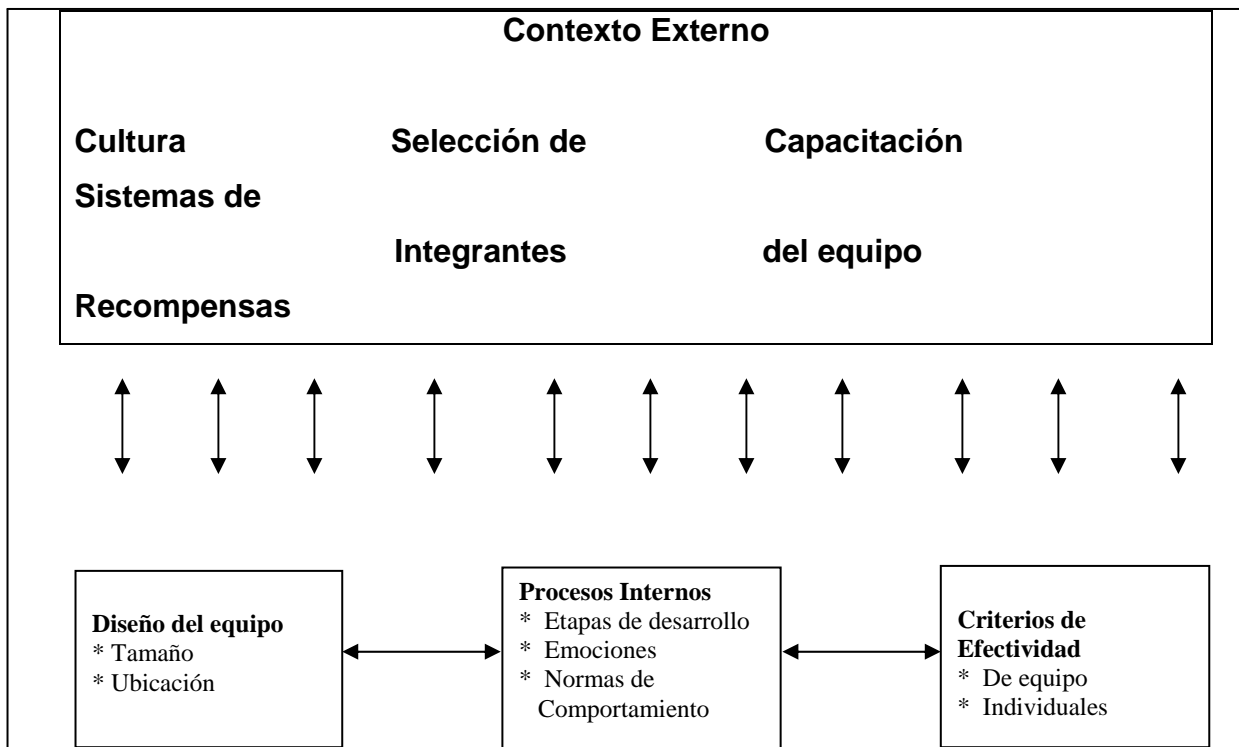 Contexto Externo
Cultura Selección de Capacitación
Sistemas de
Integrantes del equipo
Recompensas
Diseño del equipo
* Tamaño
* Ubicación
Procesos Internos
* Etapas de desarrollo
* Emociones
* Normas de
Comportamiento
Criterios de
Efectividad
* De equipo
* Individuales